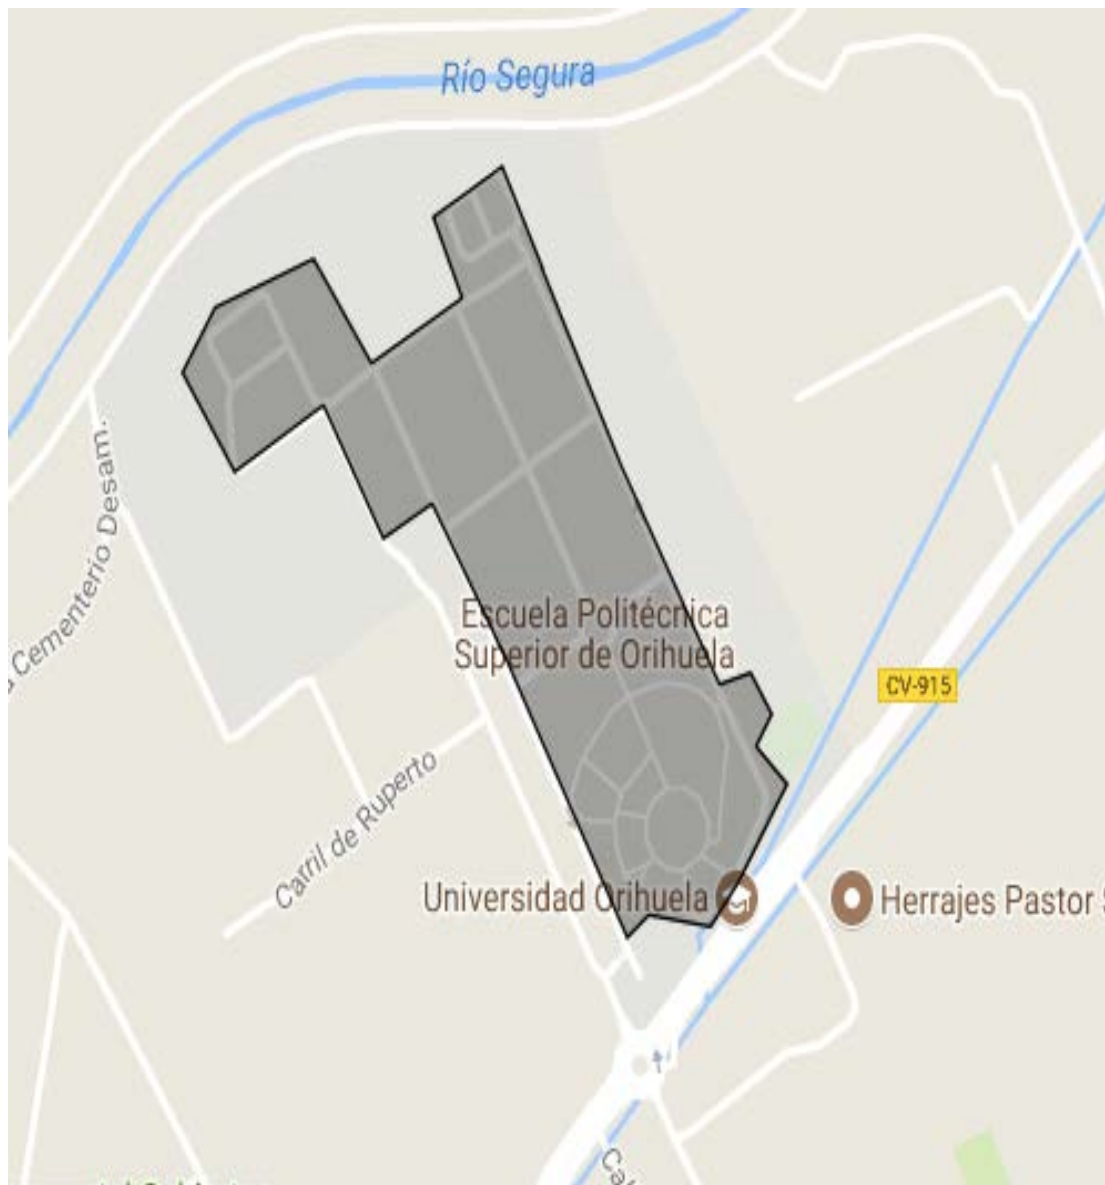 Río Segura
Cementerio Desam.
Escuela Politécnica
Superior de Orihuela
CV-915
Carril de Ruperto
Universidad Orihuela
Herrajes Pastor